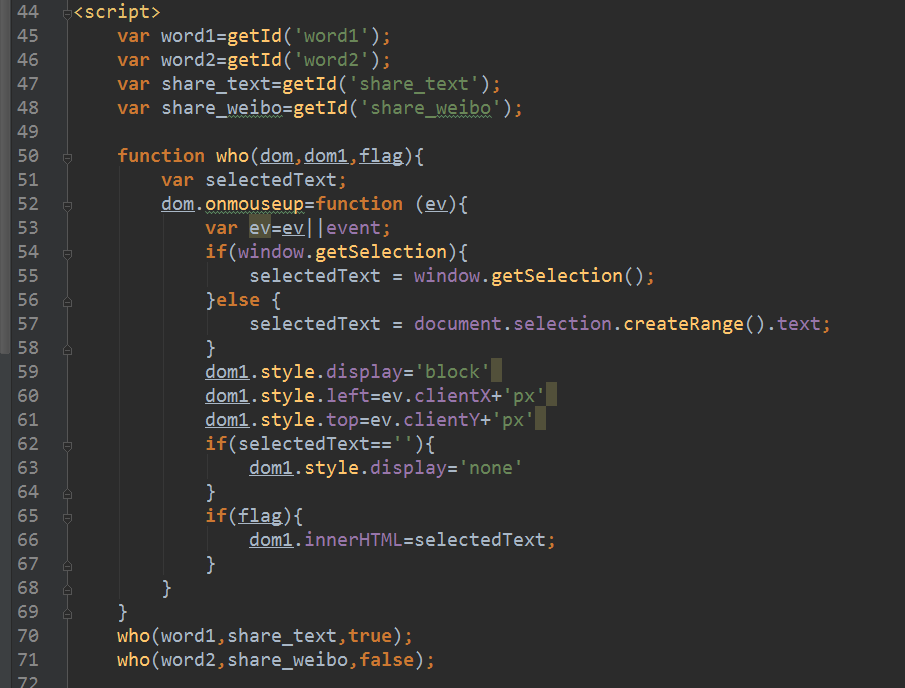 44 <script>
45 var word1=getId('word1');
46 var word2=getId('word2');
47 var share_text=getId('share_text');
48 var share_weibo=getId('share_weibo');
49
50 function who(dom,dom1,flag){
51 var selectedText;
52 dom.onmouseup=function (ev){
53 var ev=ev||event;
54 if(window.getSelection){
55 selectedText = window.getSelection();
56 }else {
57 selectedText = document.selection.createRange().text;
58 }
59 dom1.style.display='block'
60 dom1.style.left=ev.clientX+'px'
61 dom1.style.top=ev.clientY+'px'
62 if(selectedText==''){
63 dom1.style.display='none'
64 }
65 if(flag){
66 dom1.innerHTML=selectedText;
67 }
68 }
69 }
70 who(word1,share_text,true);
71 who(word2,share_weibo,false);
72